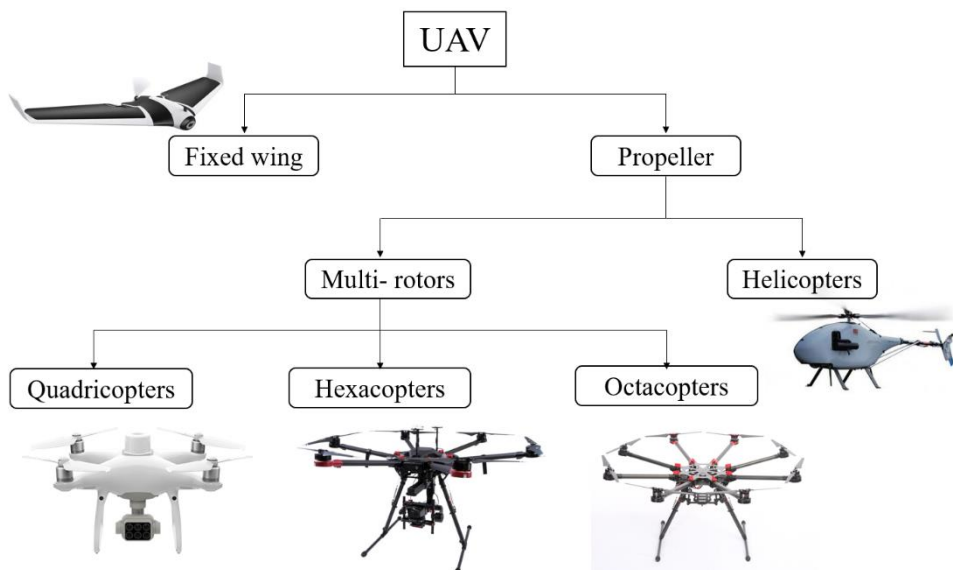 UAV
Fixed wing
Propeller
Multi- rotors
Helicopters
Quadricopters
Hexacopters
Octacopters